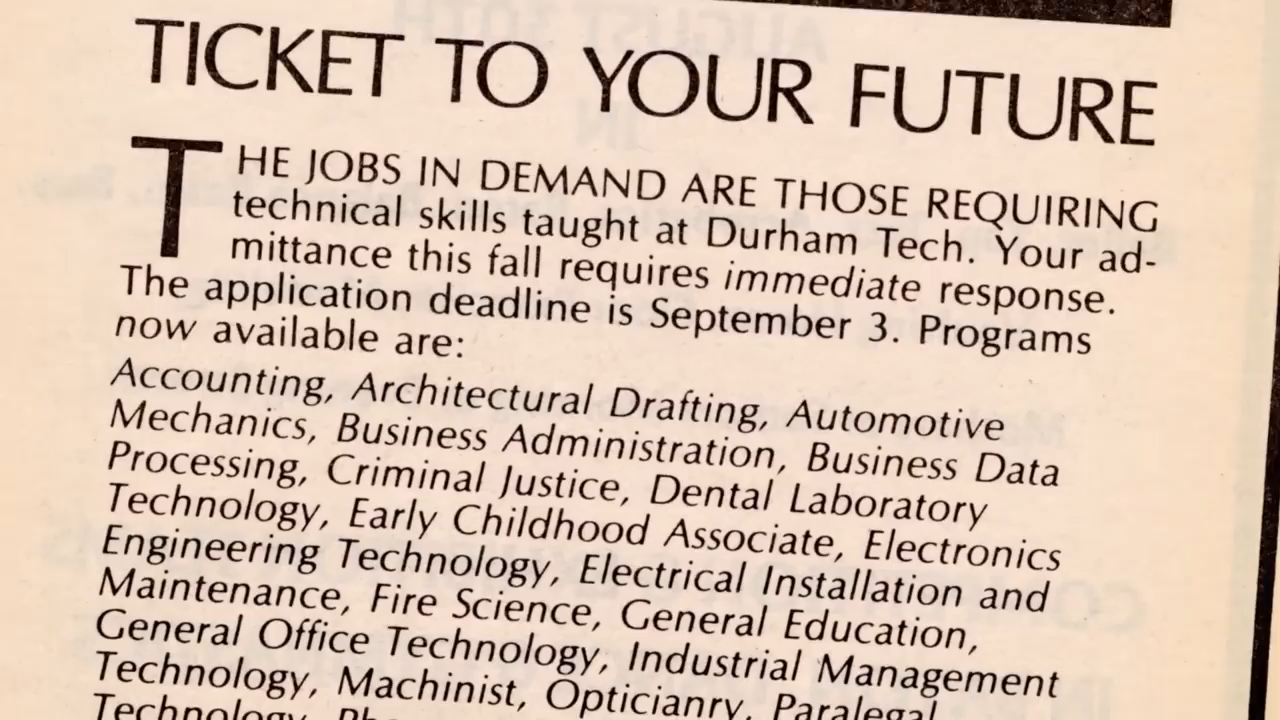 TICKET TO YOUR FUTURE
THE JOBS IN DEMAND ARE THOSE REQUIRING
technical skills taught at Durham Tech. Your ad-
mittance this fall requires immediate response.
The application deadline is September 3. Programs
now available are:
Accounting, Architectural Drafting, Automotive
Mechanics, Business Administration, Business Data
Processing, Criminal Justice, Dental Laboratory
Technology, Early Childhood Associate, Electronics
Engineering Technology, Electrical Installation and
Maintenance, Fire Science, General Education,
General Office Technology, Industrial Management
Technology, Machinist, Opticianry, Paralegal
Technology,